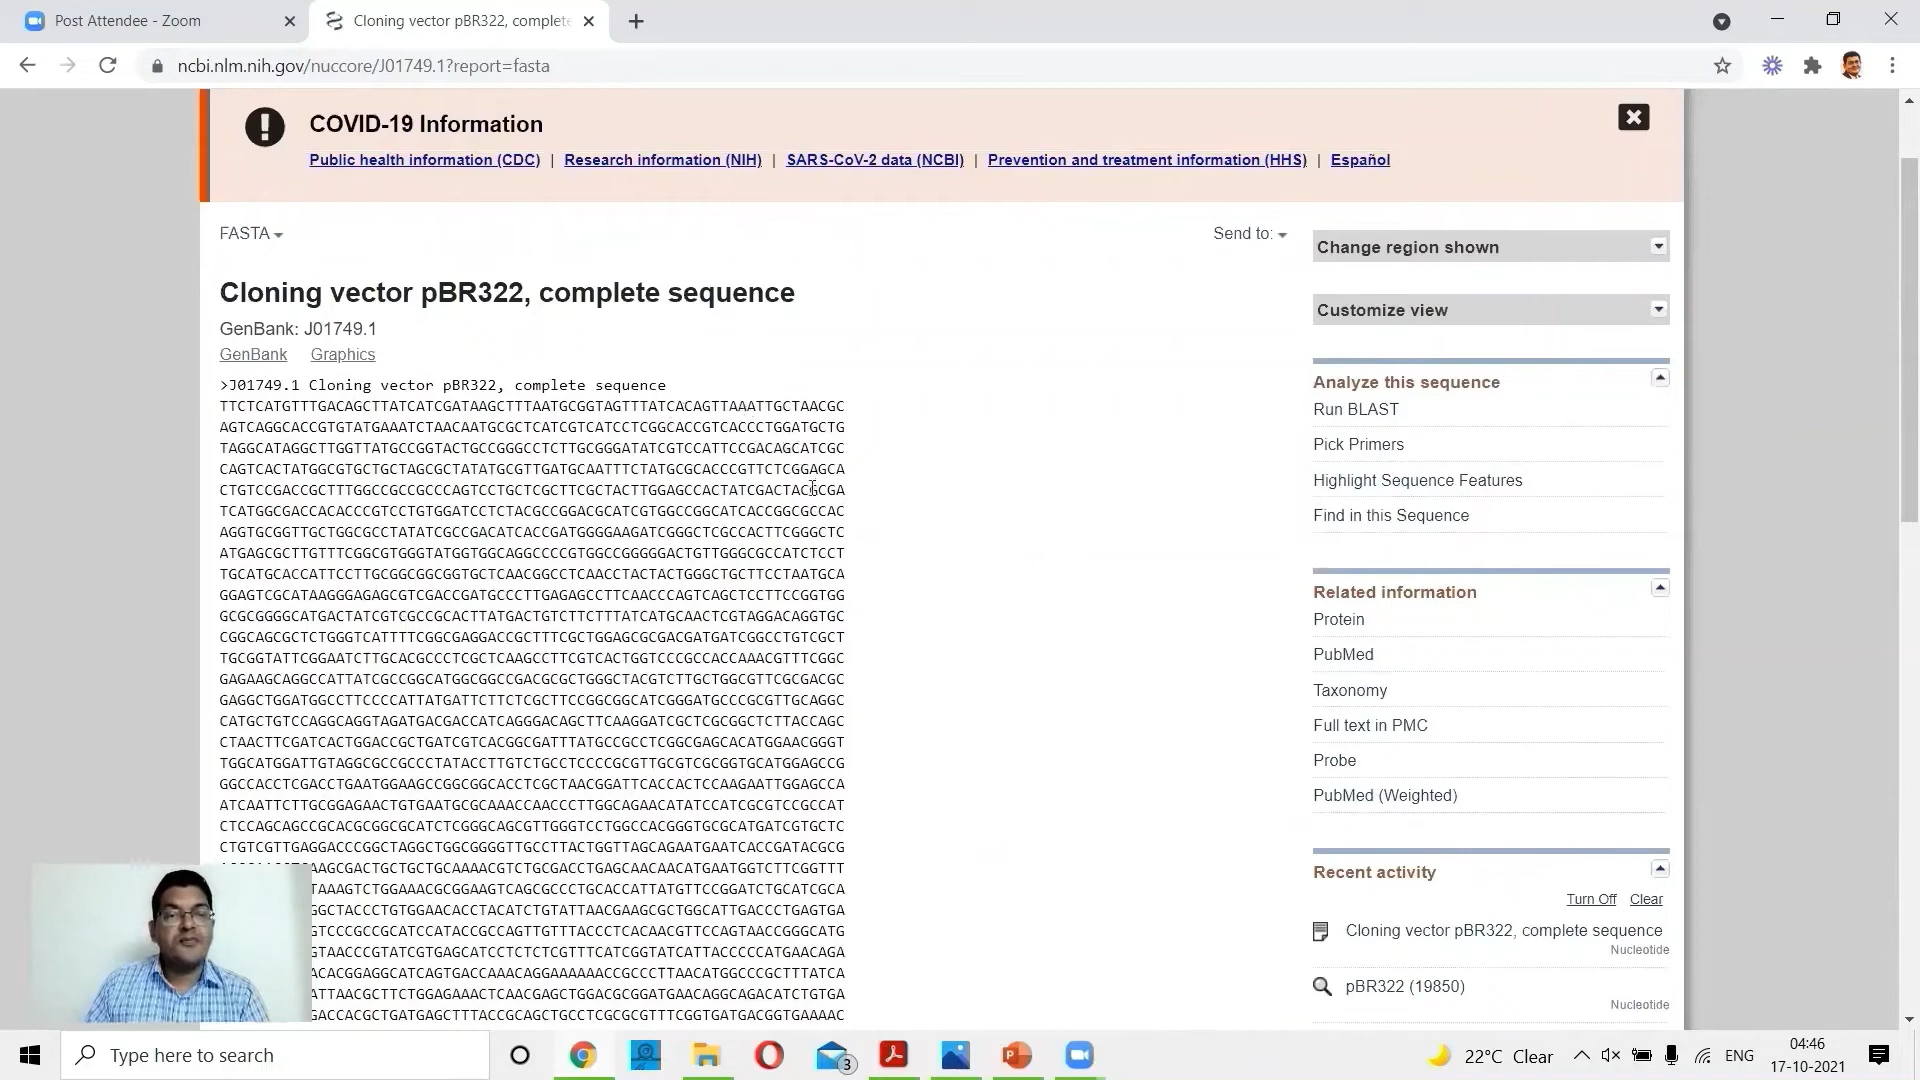 Post Attendee - Zoom
Cloning vector pBR322, complete
ncbi.nlm.nih.gov/nuccore/J01749.1?report=fasta
COVID-19 Information
Public health information (CDC) | Research information (NIH) | SARS-CoV-2 data (NCBI) | Prevention and treatment information (HHS) | Español
FASTA
Send to:
Change region shown
Cloning vector pBR322, complete sequence
Customize view
GenBank: J01749.1
GenBank Graphics
>J01749.1 Cloning vector pBR322, complete sequence
TTCTCATGTTTGACAGCTTATCATCGATAAGCTTTAATGCGGTAGTTTATCACAGTTAAATTGCTAACGC
AGTCAGGCACCGTGTATGAAATCTAACAATGCGCTCATCGTCATCCTCGGCACCGTCACCCTGGATGCTG
TAGGCATAGGCTTGGTTATGCCGGTACTGCCGGGCCTCTTGCGGGATATCGTCCATTCCGACAGCATCGC
CAGTCACTATGGCGTGCTGCTAGCGCTATATGCGTTGATGCAATTTCTATGCGCACCCGTTCTCGGAGCA
CTGTCCGACCGCTTTGGCCGCCGCCCAGTCCTGCTCGCTTCGCTACTTGGAGCCACTATCGACTACGCGA
TCATGGCGACCACACCCGTCCTGTGGATCCTCTACGCCGGACGCATCGTGGCCGGCATCACCGGCGCCAC
AGGTGCGGTTGCTGGCGCCTATATCGCCGACATCACCGATGGGGAAGATCGGGCTCGCCACTTCGGGCTC
ATGAGCGCTTGTTTCGGCGTGGGTATGGTGGCAGGCCCCGTGGCCGGGGGACTGTTGGGCGCCATCTCCT
TGCATGCACCATTCCTTGCGGCGGCGGTGCTCAACGGCCTCAACCTACTACTGGGCTGCTTCCTAATGCA
GGAGTCGCATAAGGGAGAGCGTCGACCGATGCCCTTGAGAGCCTTCAACCCAGTCAGCTCCTTCCGGTGG
GCGCGGGGCATGACTATCGTCGCCGCACTTATGACTGTCTTCTTTATCATGCAACTCGTAGGACAGGTGC
CGGCAGCGCTCTGGGTCATTTTCGGCGAGGACCGCTTTCGCTGGAGCGCGACGATGATCGGCCTGTCGCT
TGCGGTATTCGGAATCTTGCACGCCCTCGCTCAAGCCTTCGTCACTGGTCCCGCCACCAAACGTTTCGGC
GAGAAGCAGGCCATTATCGCCGGCATGGCGGCCGACGCGCTGGGCTACGTCTTGCTGGCGTTCGCGACGC
GAGGCTGGATGGCCTTCCCCATTATGATTCTTCTCGCTTCCGGCGGCATCGGGATGCCCGCGTTGCAGGC
CATGCTGTCCAGGCAGGTAGATGACGACCATCAGGGACAGCTTCAAGGATCGCTCGCGGCTCTTACCAGC
CTAACTTCGATCACTGGACCGCTGATCGTCACGGCGATTTATGCCGCCTCGGCGAGCACATGGAACGGGT
TGGCATGGATTGTAGGCGCCGCCCTATACCTTGTCTGCCTCCCCGCGTTGCGTCGCGGTGCATGGAGCCG
GGCCACCTCGACCTGAATGGAAGCCGGCGGCACCTCGCTAACGGATTCACCACTCCAAGAATTGGAGCCA
ATCAATTCTTGCGGAGAACTGTGAATGCGCAAACCAACCCTTGGCAGAACATATCCATCGCGTCCGCCAT
CTCCAGCAGCCGCACGCGGCGCATCTCGGGCAGCGTTGGGTCCTGGCCACGGGTGCGCATGATCGTGCTC
CTGTCGTTGAGGACCCGGCTAGGCTGGCGGGGTTGCCTTACTGGTTAGCAGAATGAATCACCGATACGCG
AAGCGACTGCTGCTGCAAAACGTCTGCGACCTGAGCAACAACATGAATGGTCTTCGGTTT
TAAAGTCTGGAAACGCGGAAGTCAGCGCCCTGCACCATTATGTTCCGGATCTGCATCGCA
GGCTACCCTGTGGAACACCTACATCTGTATTAACGAAGCGCTGGCATTGACCCTGAGTGA
GTCCCGCCGCATCCATACCGCCAGTTGTTTACCCTCACAACGTTCCAGTAACCGGGCATG
GTAACCCGTATCGTGAGCATCCTCTCTCGTTTCATCGGTATCATTACCCCCATGAACAGA
ACACGGAGGCATCAGTGACCAAACAGGAAAAAACCGCCCTTAACATGGCCCGCTTTATCA
ATTAACGCTTCTGGAGAAACTCAACGAGCTGGACGCGGATGAACAGGCAGACATCTGTGA
GACCACGCTGATGAGCTTTACCGCAGCTGCCTCGCGCGTTTCGGTGATGACGGTGAAAAC
Analyze this sequence
Run BLAST
Pick Primers
Highlight Sequence Features
Find in this Sequence
Related information
Protein
PubMed
Taxonomy
Full text in PMC
Probe
PubMed (Weighted)
Recent activity
Turn Off Clear
Cloning vector pBR322, complete sequence
Nucleotide
pBR322 (19850)
Nucleotide
Type here to search
3
22°C Clear
ENG
04:46
17-10-2021